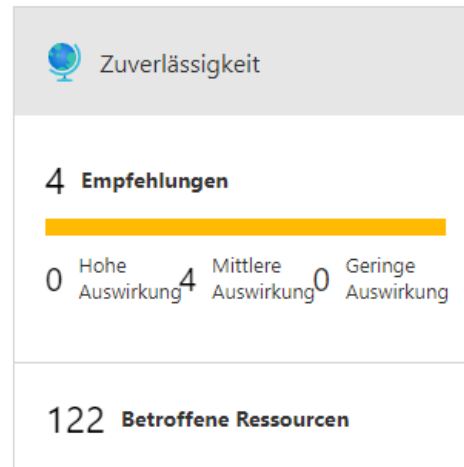 Zuverlässigkeit
4 Empfehlungen
0 Hohe Auswirkung 4 Mittlere Auswirkung 0 Geringe Auswirkung
122 Betroffene Ressourcen